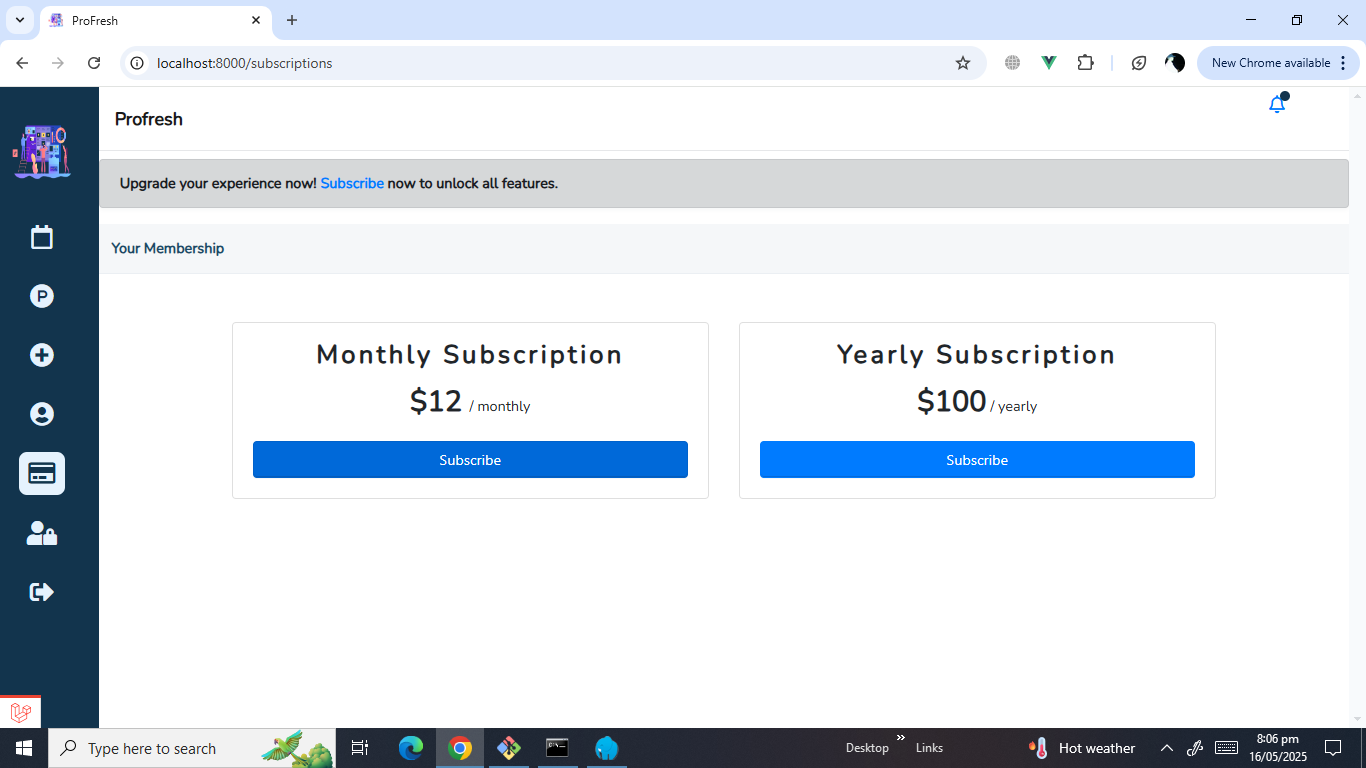 ProFresh
localhost:8000/subscriptions
New Chrome available
Profresh
Upgrade your experience now! Subscribe now to unlock all features.
Your Membership
Monthly Subscription
$12 / monthly
Subscribe
Yearly Subscription
$100 / yearly
Subscribe
P
Type here to search
Desktop
Links
Hot weather
8:06 pm
16/05/2025